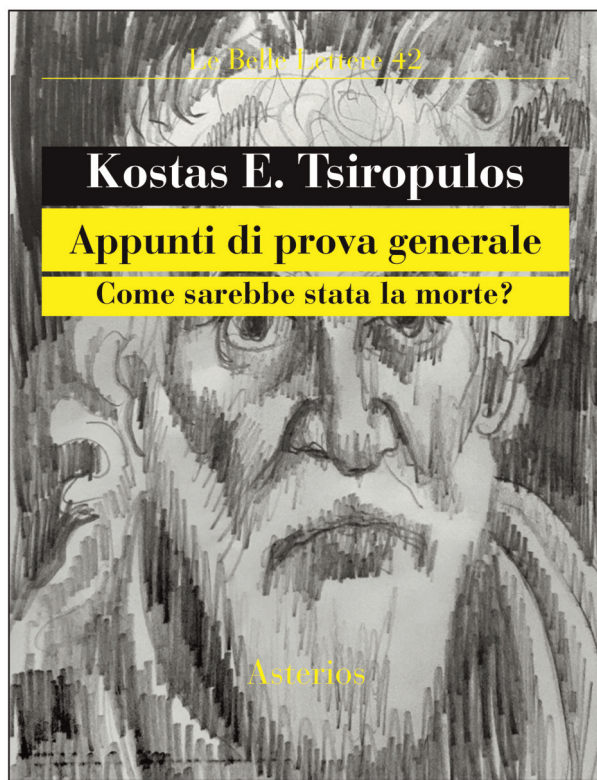 Le Belle Lettere 42
Kostas E. Tsiropulos
Appunti di prova generale
Come sarebbe stata la morte?
Asterios